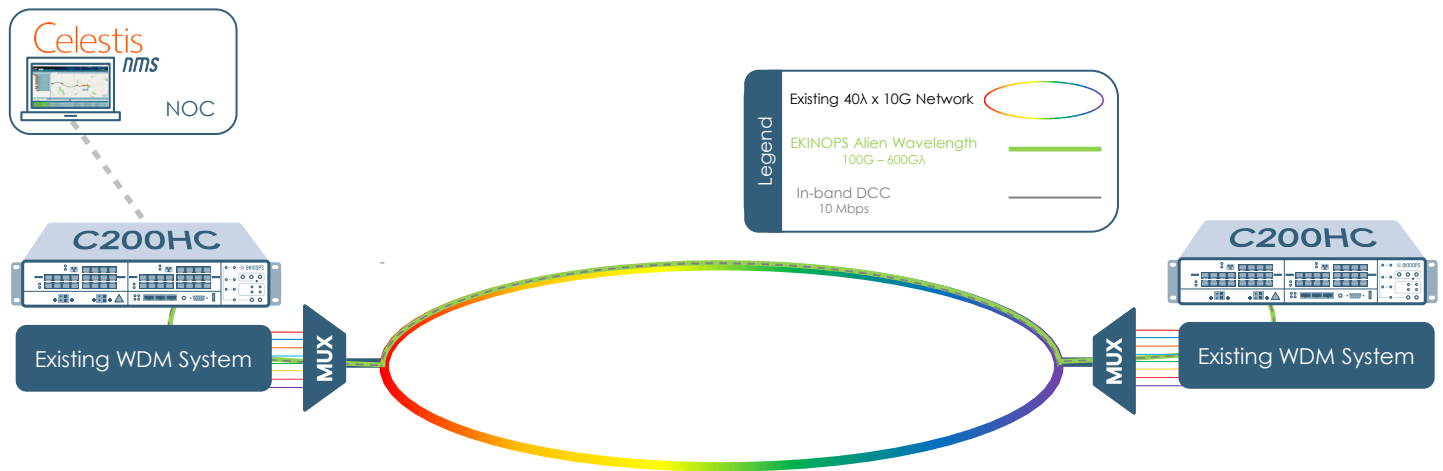 Celestis
nms
NOC
Legend
Existing 40λ x 10G Network
EKINOPS Alien Wavelength
100G – 600Gλ
In-band DCC
10 Mbps
C200HC
EKINOPS
Existing WDM System
MUX
C200HC
EKINOPS
MUX
Existing WDM System